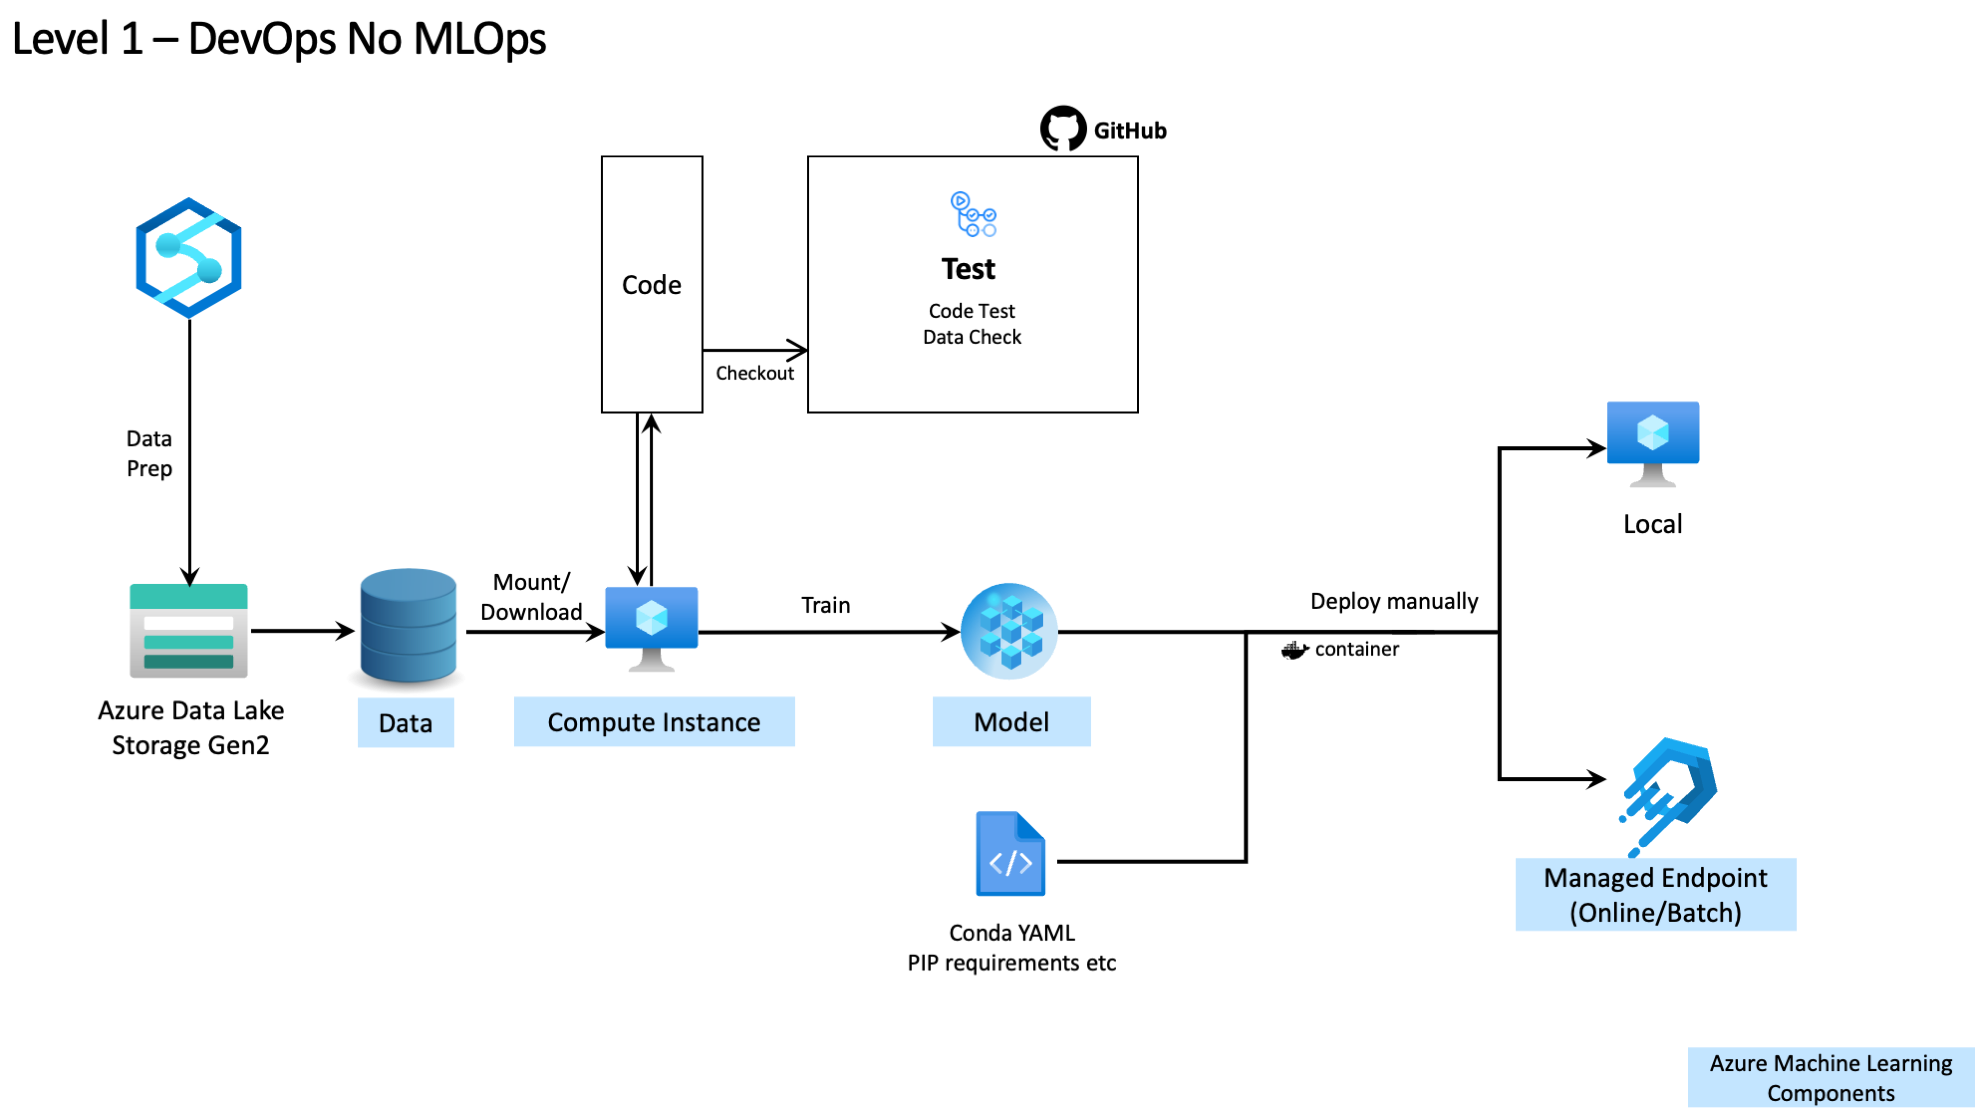 Level 1 – DevOps No MLOps
GitHub
Code
Test
Code Test
Data Check
Checkout
Data
Prep
Local
Mount/
Download
Train
Deploy manually
container
Azure Data Lake
Storage Gen2
Data
Compute Instance
Model
</>
Conda YAML
PIP requirements etc
Managed Endpoint
(Online/Batch)
Azure Machine Learning
Components